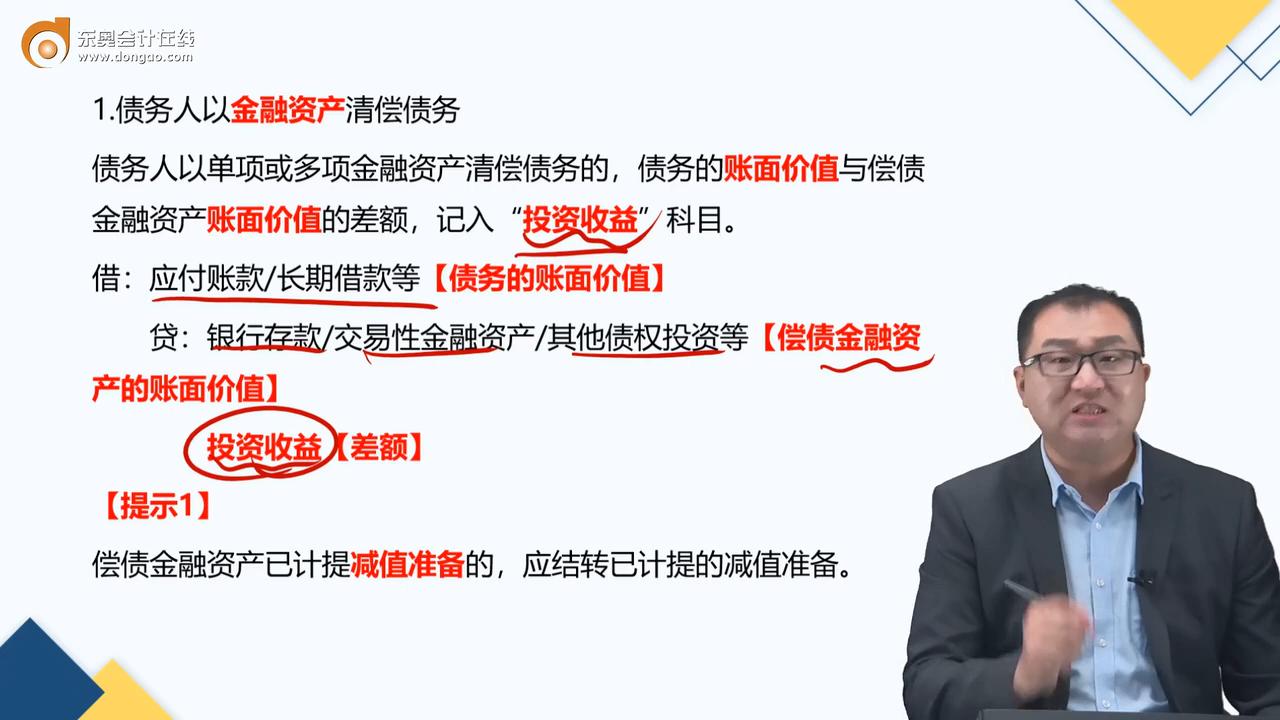 东奥会计在线
www.dongao.com
1.债务人以金融资产清偿债务
债务人以单项或多项金融资产清偿债务的，债务的账面价值与偿债
金融资产账面价值的差额，记入“投资收益”科目。
借：应付账款/长期借款等【债务的账面价值】
贷：银行存款/交易性金融资产/其他债权投资等【偿债金融资
产的账面价值】
投资收益【差额】
【提示1】
偿债金融资产已计提减值准备的，应结转已计提的减值准备。